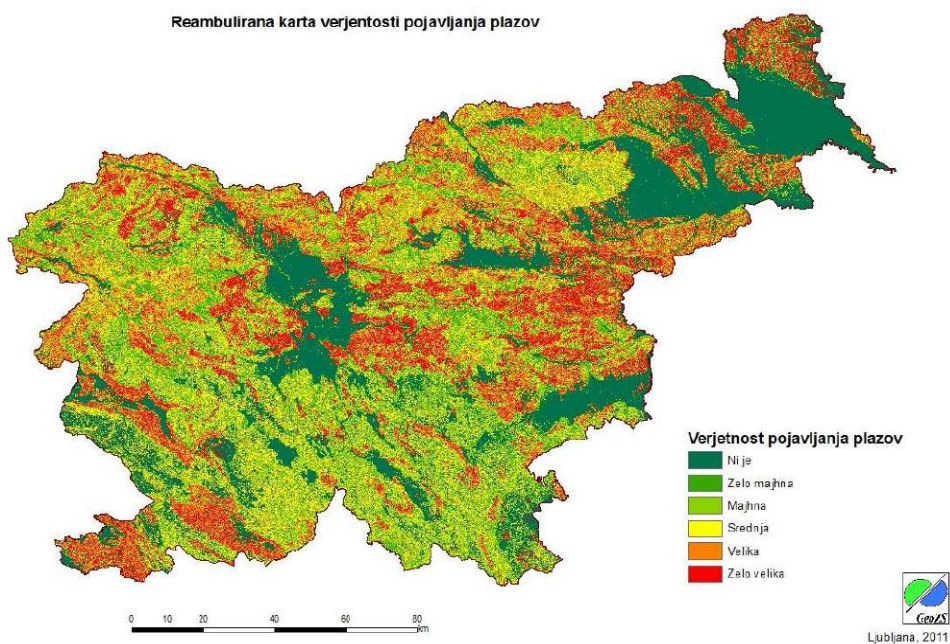 Reambulirana karta verjentosti pojavljanja plazov
Verjetnost pojavljanja plazov
Ni je
Zelo majhna
Majhna
Srednja
Velika
Zelo velika
0 10 20 40 60 80
km
GeoZS
Ljubljana, 2011